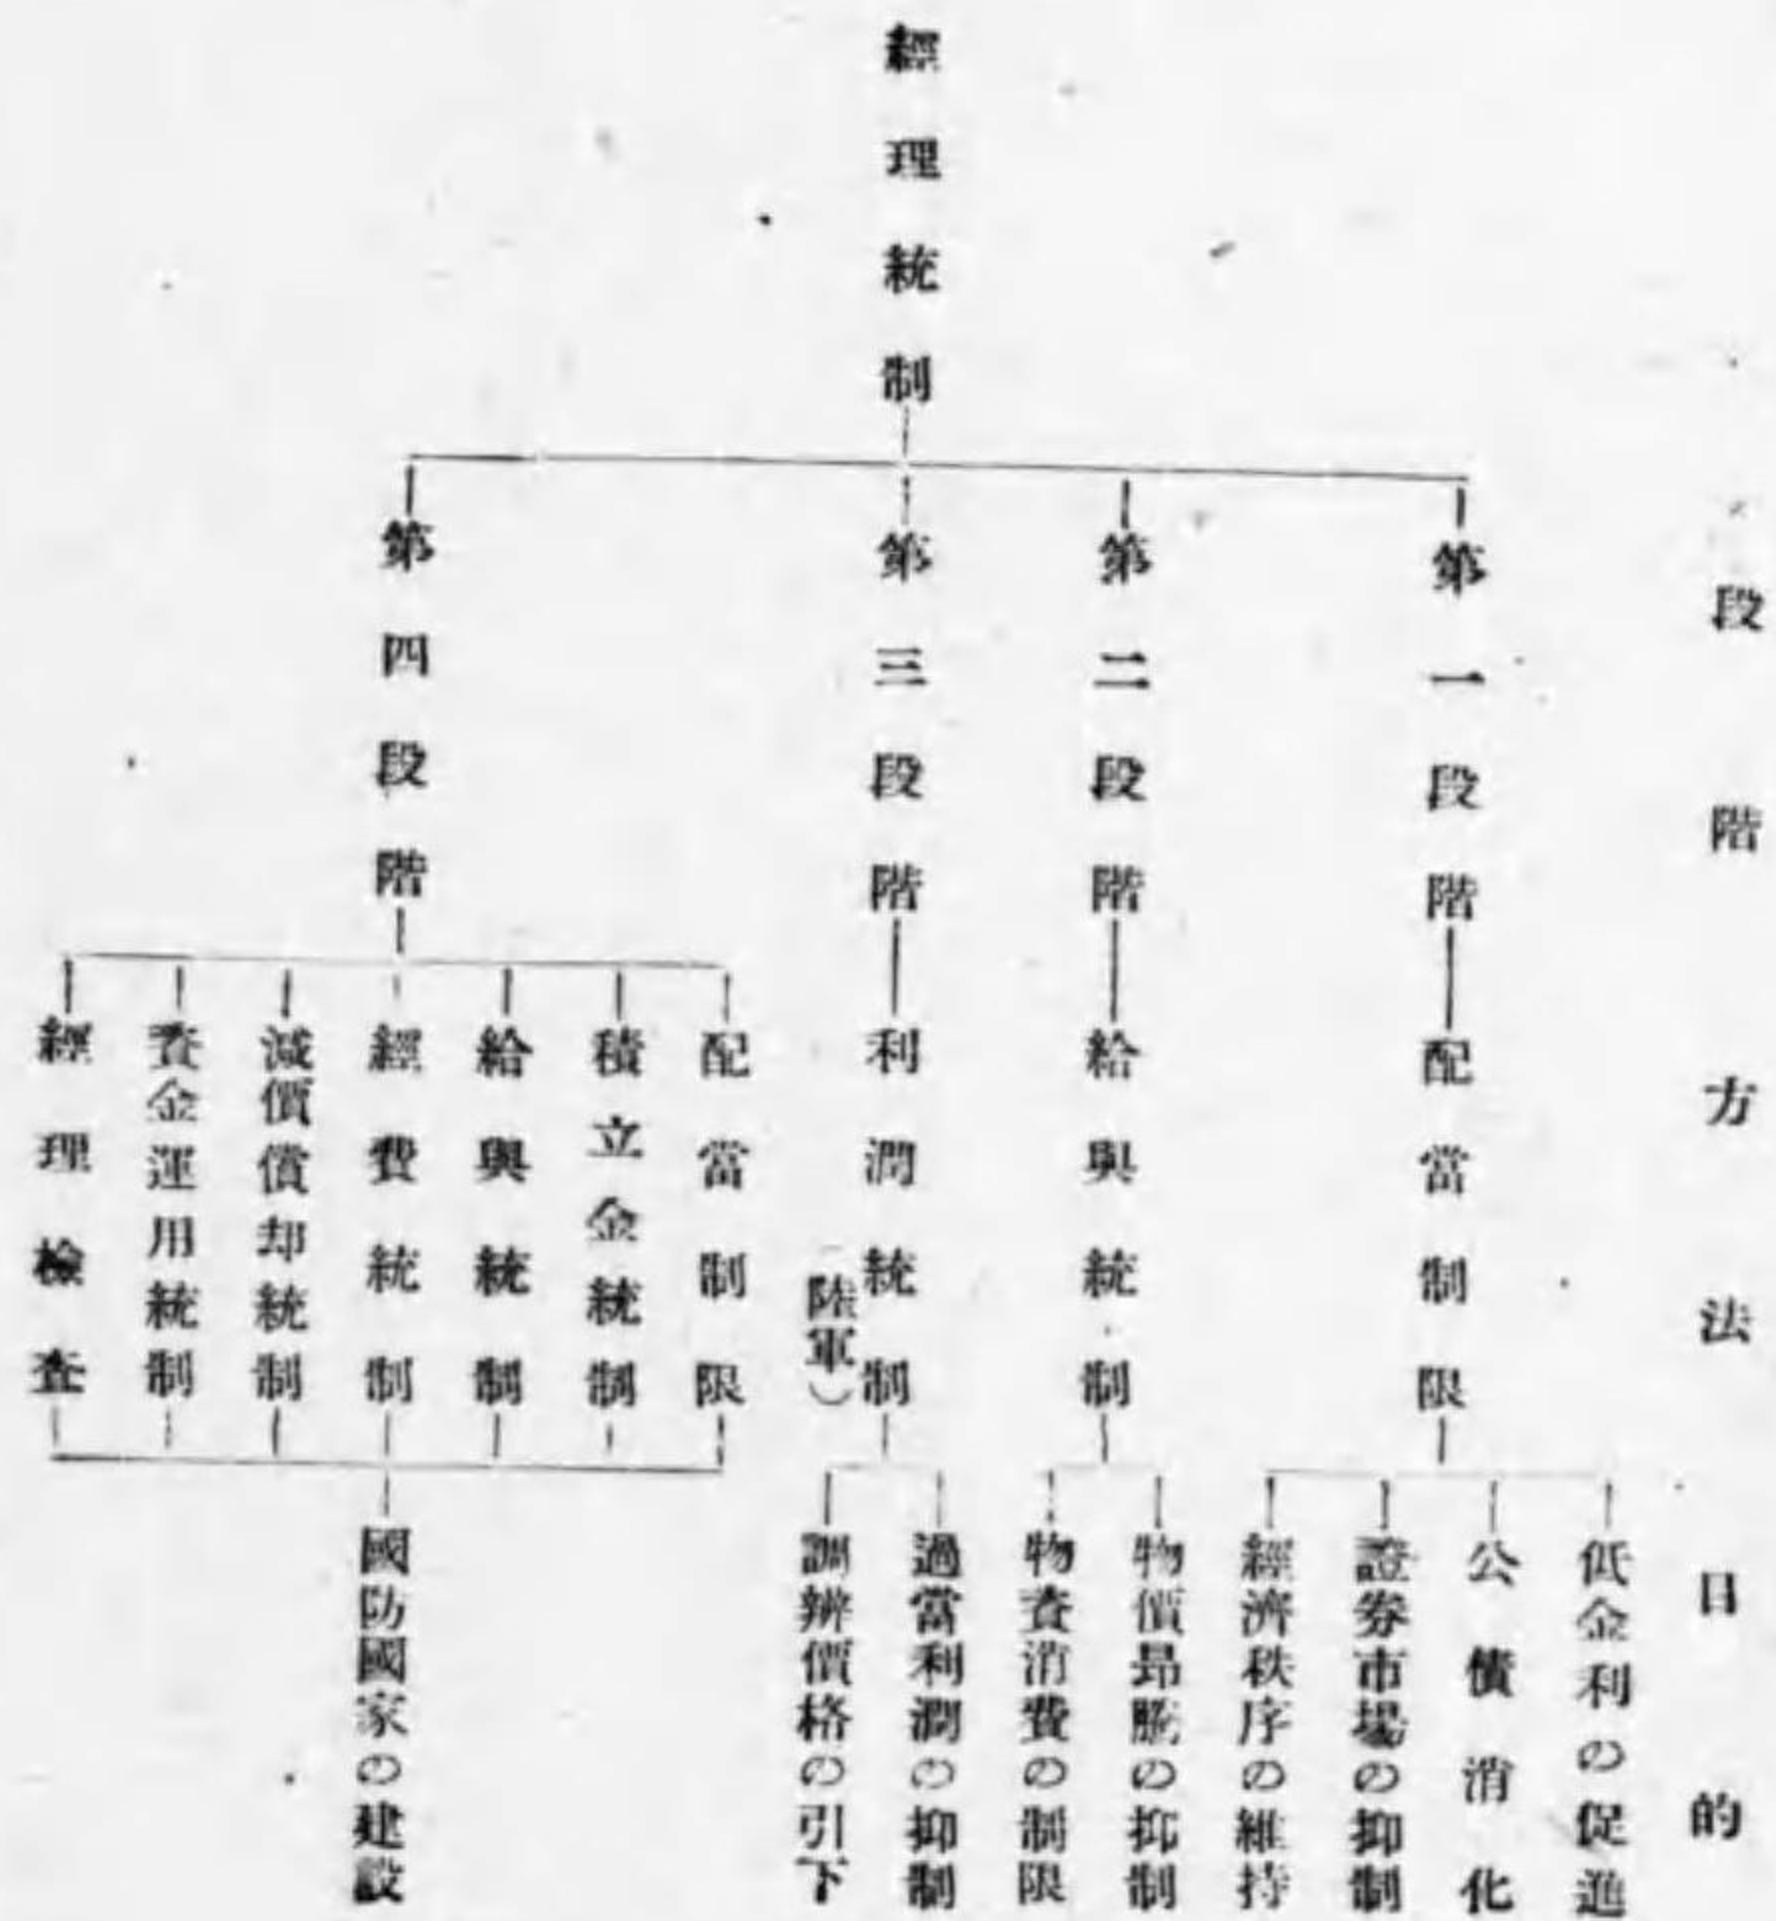 段階
方法
目的
經理統制
第一段階
配當制限
低金利の促進
公債消化
證券市場の抑制
經濟秩序の維持
第二段階
給與統制
物價昂騰の抑制
物資消費の制限
第三段階
利潤統制
(陸軍)
過當利潤の抑制
調辨價格の引下
第四段階
配當制限
積立金統制
給與統制
經費統制
減價償却統制
資金運用統制
經理檢査
國防國家の建設